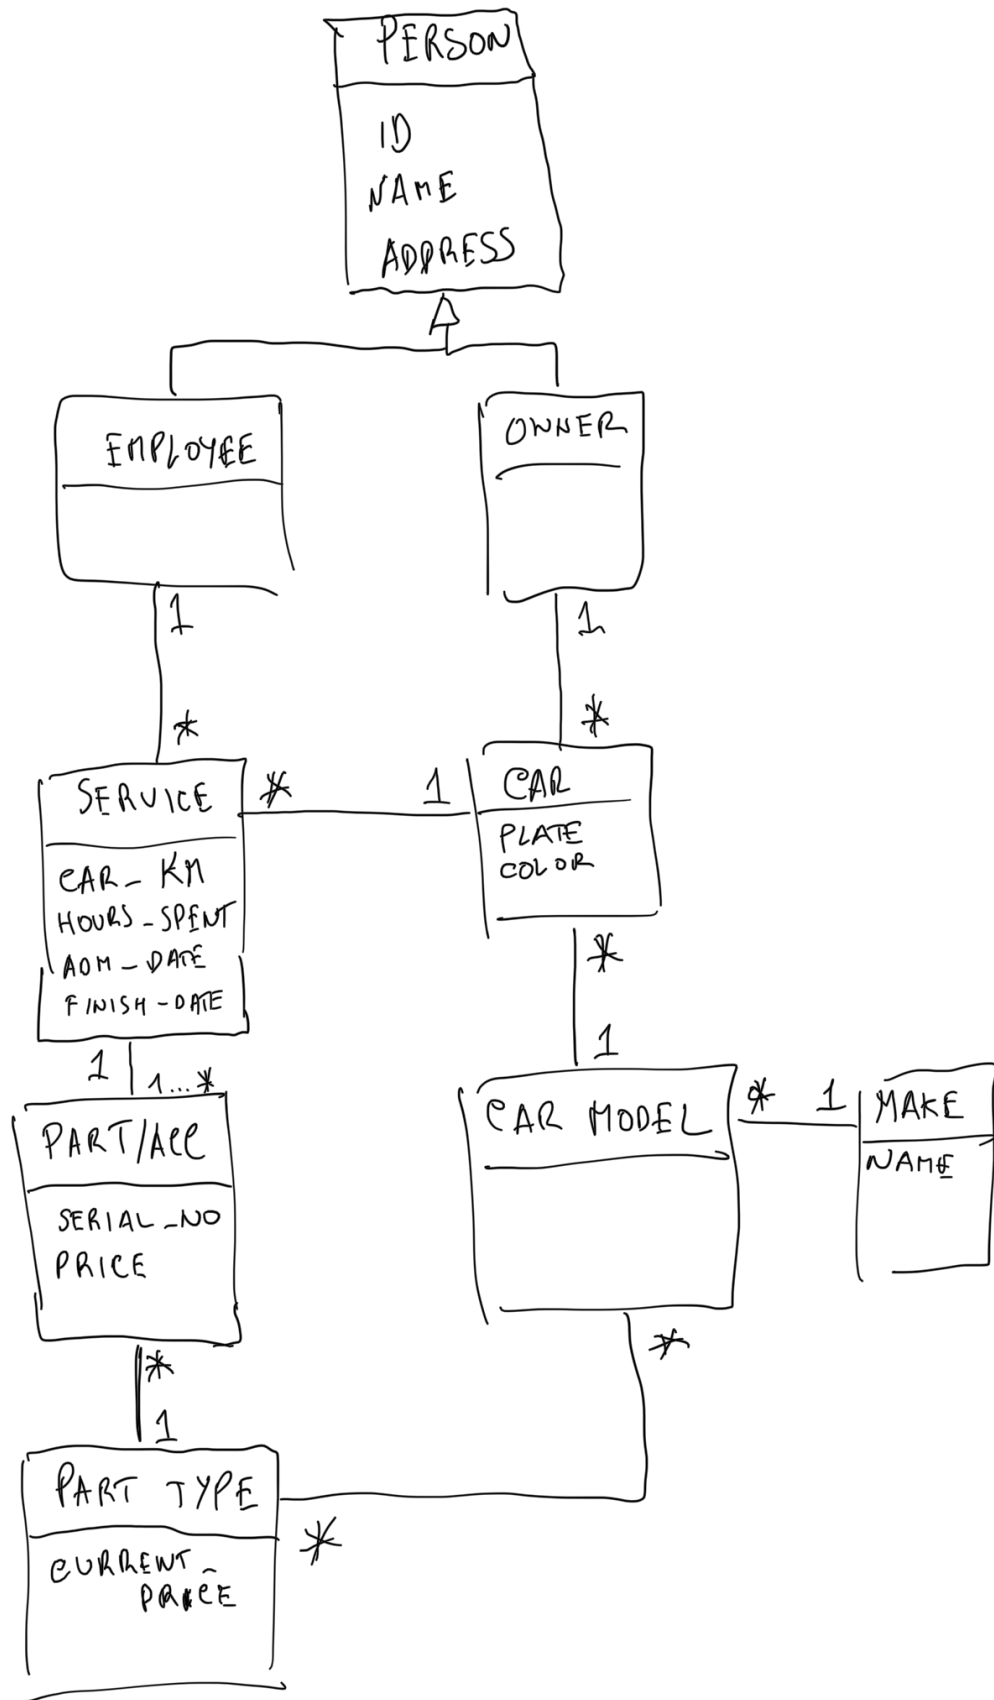 PERSON
ID
NAME
ADDRESS
EMPLOYEE
OWNER
1
1
*
*
SERVICE
* 1
CAR
PLATE
COLOR
CAR_KM
HOURS_SPENT
ADM_DATE
FINISH-DATE
*
1
1
1...*
PART/ACC
SERIAL_NO
PRICE
CAR MODEL
* 1
MAKE
NAME
*
1
*
PART TYPE
*
CURRENT_
PRICE